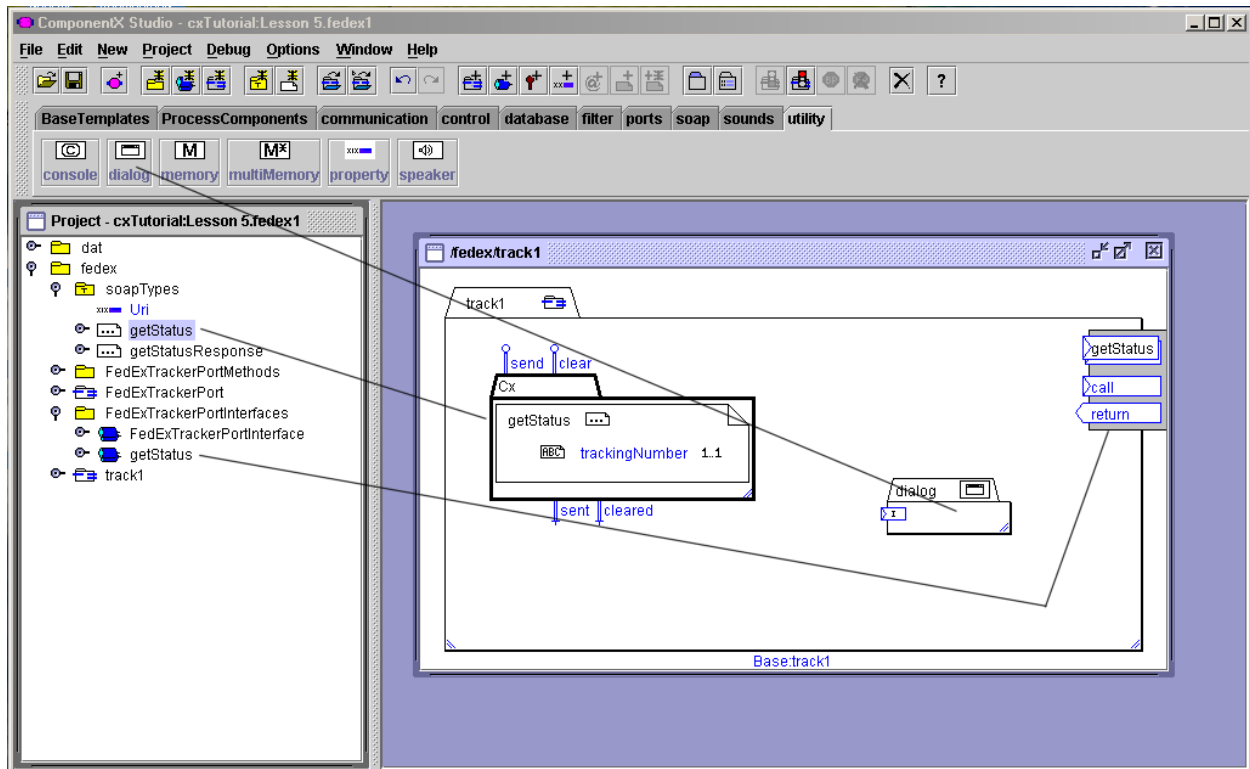 ComponentX Studio - cxTutorial:Lesson 5.fedex1
File Edit New Project Debug Options Window Help
?
BaseTemplates ProcessComponents communication control database filter ports soap sounds utility
C M M*
console dialog memory multiMemory property speaker
Project - cxTutorial:Lesson 5.fedex1
dat
fedex
soapTypes
Uri
getStatus
getStatusResponse
FedExTrackerPortMethods
FedExTrackerPort
FedExTrackerPortInterfaces
FedExTrackerPortInterface
getStatus
track1
/fedex/track1
track1
send clear
Cx
getStatus
ABC trackingNumber 1..1
sent cleared
getStatus
call
return
dialog
I
Base:track1